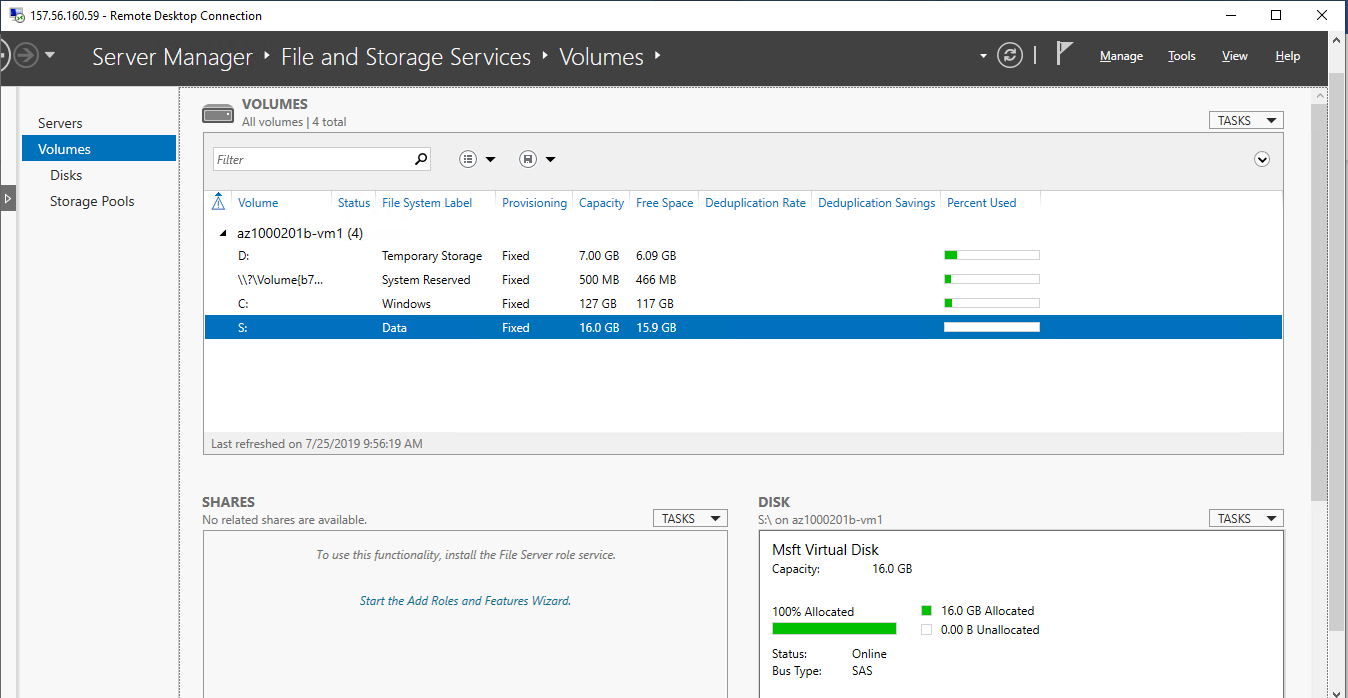 157.56.160.59 - Remote Desktop Connection
Server Manager ‣ File and Storage Services ‣ Volumes ‣
Manage Tools View Help
Servers
Volumes
Disks
Storage Pools
VOLUMES
All volumes | 4 total
TASKS
Filter
Volume Status File System Label Provisioning Capacity Free Space Deduplication Rate Deduplication Savings Percent Used
az1000201b-vm1 (4)
D: Temporary Storage Fixed 7.00 GB 6.09 GB
\\?\Volume{b7... System Reserved Fixed 500 MB 466 MB
C: Windows Fixed 127 GB 117 GB
S: Data Fixed 16.0 GB 15.9 GB
Last refreshed on 7/25/2019 9:56:19 AM
SHARES
No related shares are available.
TASKS
To use this functionality, install the File Server role service.
Start the Add Roles and Features Wizard.
DISK
S:\ on az1000201b-vm1
TASKS
Msft Virtual Disk
Capacity: 16.0 GB
100% Allocated
16.0 GB Allocated
0.00 B Unallocated
Status: Online
Bus Type: SAS